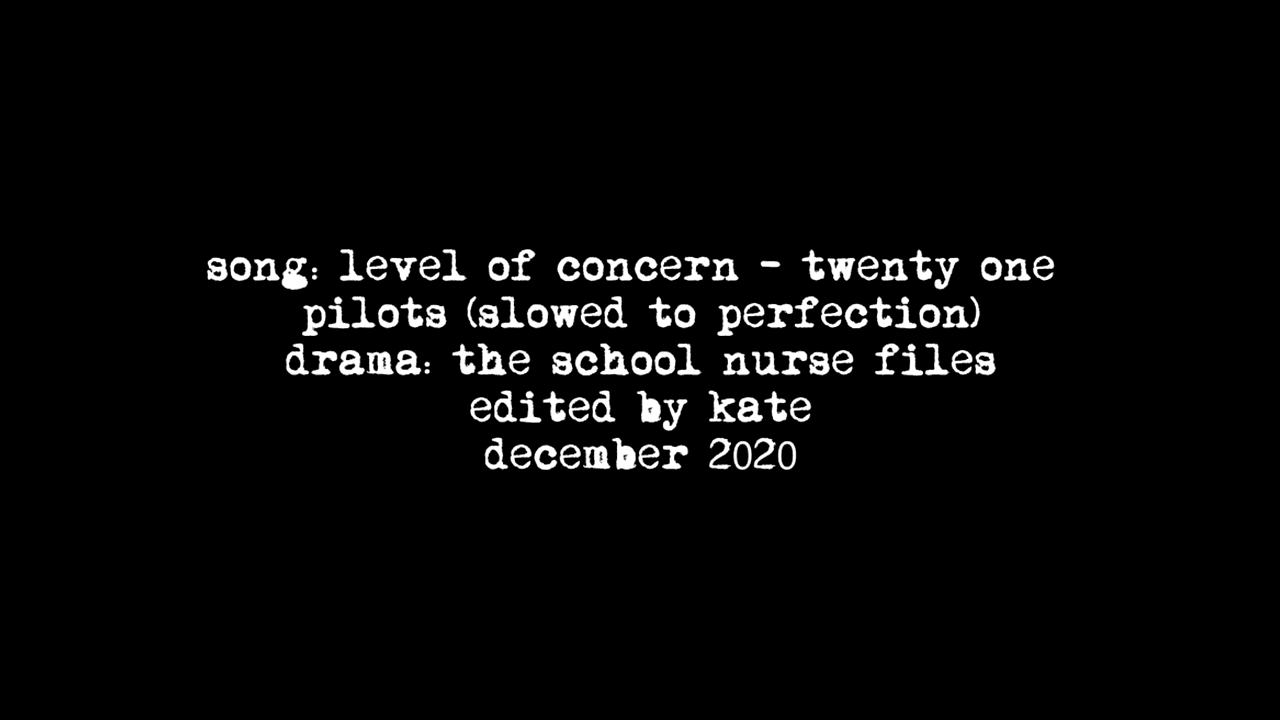 song: level of concern - twenty one
pilots (slowed to perfection)
drama: the school nurse files
edited by kate
december 2020